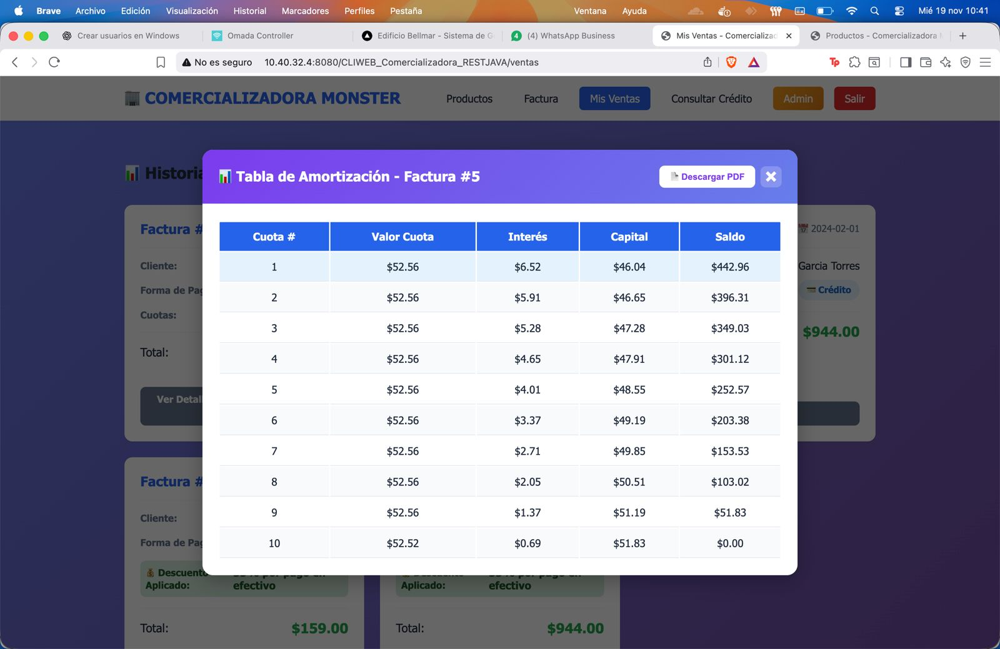 Brave Archivo Edición Visualización Historial Marcadores Perfiles Pestaña Ventana Ayuda Mié 19 nov 10:41
Crear usuarios en Windows Omada Controller Edificio Bellmar - Sistema de G 4 (4) WhatsApp Business Mis Ventas - Comercializad Productos - Comercializadora
No es seguro 10.40.32.4:8080/CLIWEB_Comercializadora_RESTJAVA/ventas Tp
COMERCIALIZADORA MONSTER Productos Factura Mis Ventas Consultar Crédito Admin Salir
Historia
Tabla de Amortización - Factura #5 Descargar PDF
Factura # 2024-02-01
Cuota # Valor Cuota Interés Capital Saldo
Cliente: Garcia Torres
1 $52.56 $6.52 $46.04 $442.96
Forma de Pag Crédito
2 $52.56 $5.91 $46.65 $396.31
Cuotas:
3 $52.56 $5.28 $47.28 $349.03
$944.00
Total:
4 $52.56 $4.65 $47.91 $301.12
5 $52.56 $4.01 $48.55 $252.57
Ver Detall
6 $52.56 $3.37 $49.19 $203.38
7 $52.56 $2.71 $49.85 $153.53
Factura #
8 $52.56 $2.05 $50.51 $103.02
9 $52.56 $1.37 $51.19 $51.83
Cliente:
10 $52.52 $0.69 $51.83 $0.00
Forma de Pag
Descuento
Aplicado: efectivo
Aplicado: efectivo
Total: $159.00
Total: $944.00